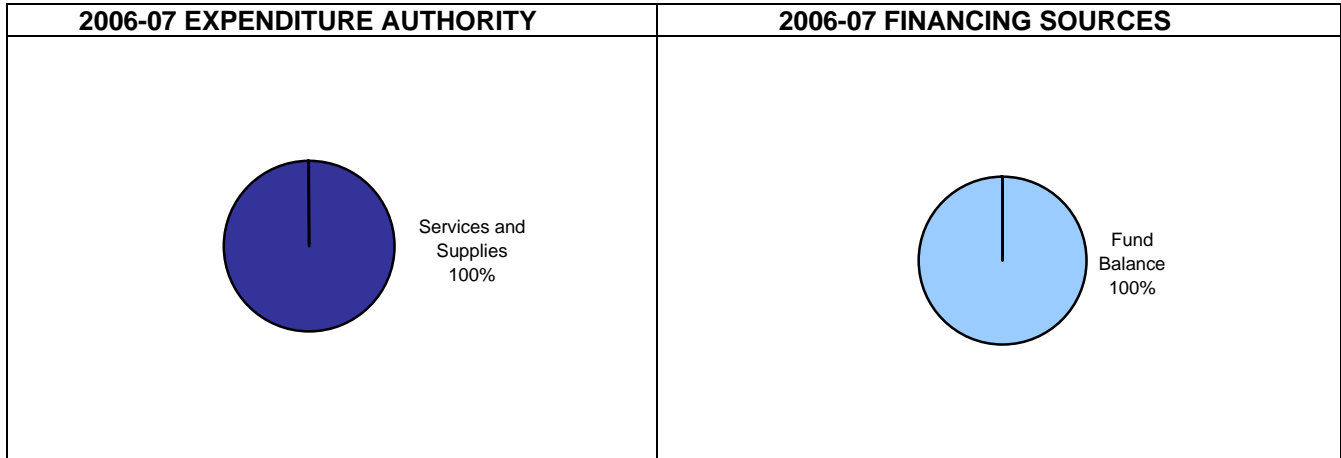 2006-07 EXPENDITURE AUTHORITY
2006-07 FINANCING SOURCES
Services and
Supplies
100%
Fund
Balance
100%